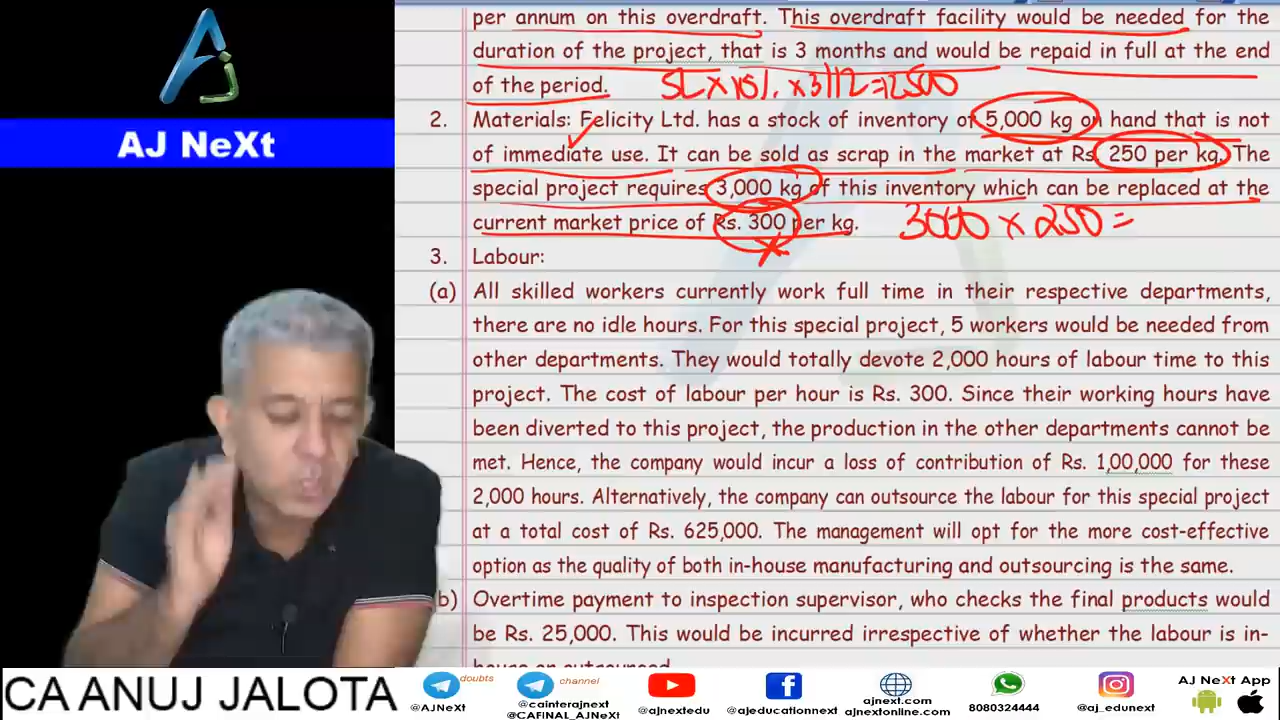 per annum on this overdraft. This overdraft facility would be needed for the
duration of the project, that is 3 months and would be repaid in full at the end
of the period. 5L×10%×3/12=12500
2. Materials: Felicity Ltd. has a stock of inventory of 5,000 kg on hand that is not
of immediate use. It can be sold as scrap in the market at Rs. 250 per kg. The
special project requires 3,000 kg of this inventory which can be replaced at the
current market price of Rs. 300 per kg. 3000 × 250 =
3. Labour:
(a) All skilled workers currently work full time in their respective departments,
there are no idle hours. For this special project, 5 workers would be needed from
other departments. They would totally devote 2,000 hours of labour time to this
project. The cost of labour per hour is Rs. 300. Since their working hours have
been diverted to this project, the production in the other departments cannot be
met. Hence, the company would incur a loss of contribution of Rs. 1,00,000 for these
2,000 hours. Alternatively, the company can outsource the labour for this special project
at a total cost of Rs. 625,000. The management will opt for the more cost-effective
option as the quality of both in-house manufacturing and outsourcing is the same.
b) Overtime payment to inspection supervisor, who checks the final products would
be Rs. 25,000. This would be incurred irrespective of whether the labour is in-
house or outsourced.
AJ NeXt
CA ANUJ JALOTA
doubts
@AJNeXt
channel
@cainterajnext
@CAFINAL_AJNeXt
@ajnextedu
@ajeducationnext
ajnext.com
ajnextonline.com
8080324444
@aj_edunext
AJ NeXt App